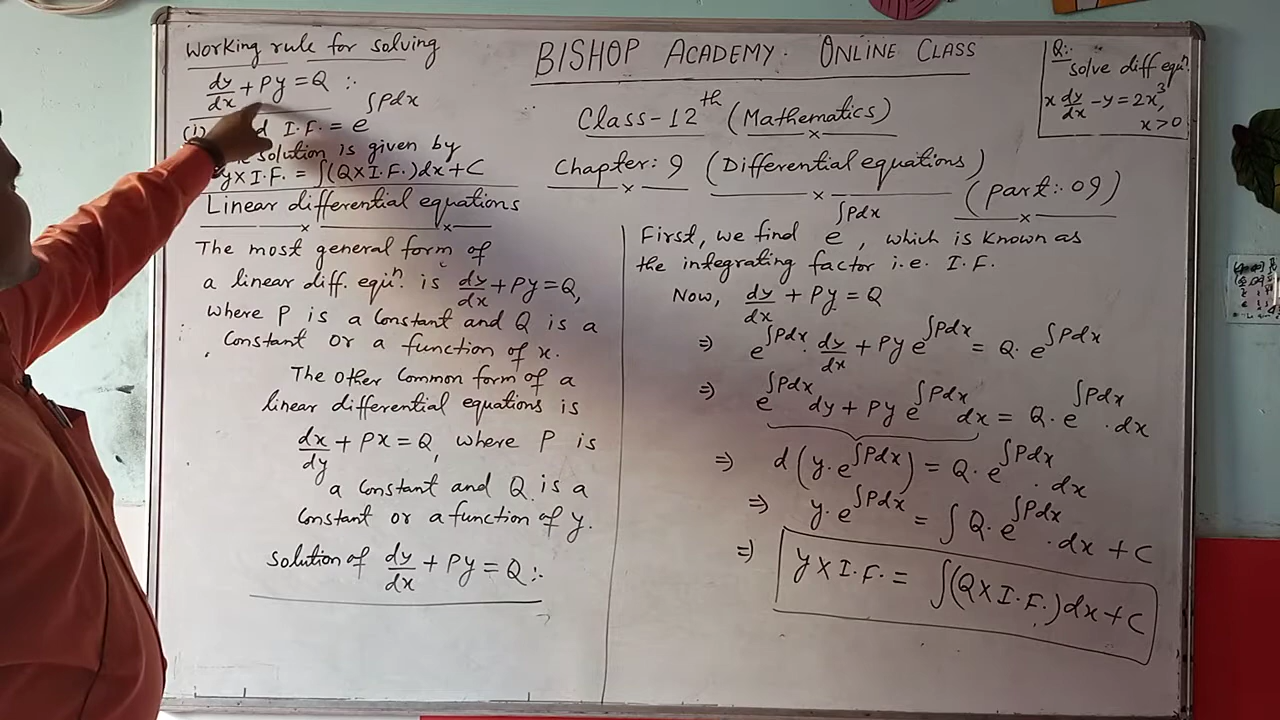 Working rule for solving
dy/dx + Py = Q :-
(i) I.F. = e^∫Pdx
solution is given by
y × I.F. = ∫(Q × I.F.)dx + C
BISHOP ACADEMY: ONLINE CLASS
Class-12th (Mathematics)
Chapter: 9 (Differential equations)
(Part:- 09)
Q:-
solve diff equⁿ.
x dy/dx - y = 2x³,
x > 0
Linear differential equations
The most general form of
a linear diff. equⁿ. is dy/dx + Py = Q,
where P is a Constant and Q is a
Constant or a function of x.
The other Common form of a
linear differential equations is
dx/dy + Px = Q, where P is
a Constant and Q is a
Constant or a function of y.
Solution of dy/dx + Py = Q :-
First, we find e^∫Pdx, which is known as
the integrating factor i.e. I.F.
Now, dy/dx + Py = Q
⇒ e^∫Pdx . dy/dx + Py e^∫Pdx = Q. e^∫Pdx
⇒ e^∫Pdx dy + Py e^∫Pdx dx = Q. e^∫Pdx . dx
⇒ d(y. e^∫Pdx) = Q. e^∫Pdx . dx
⇒ y. e^∫Pdx = ∫Q. e^∫Pdx . dx + C
⇒ y × I.F. = ∫(Q × I.F.)dx + C